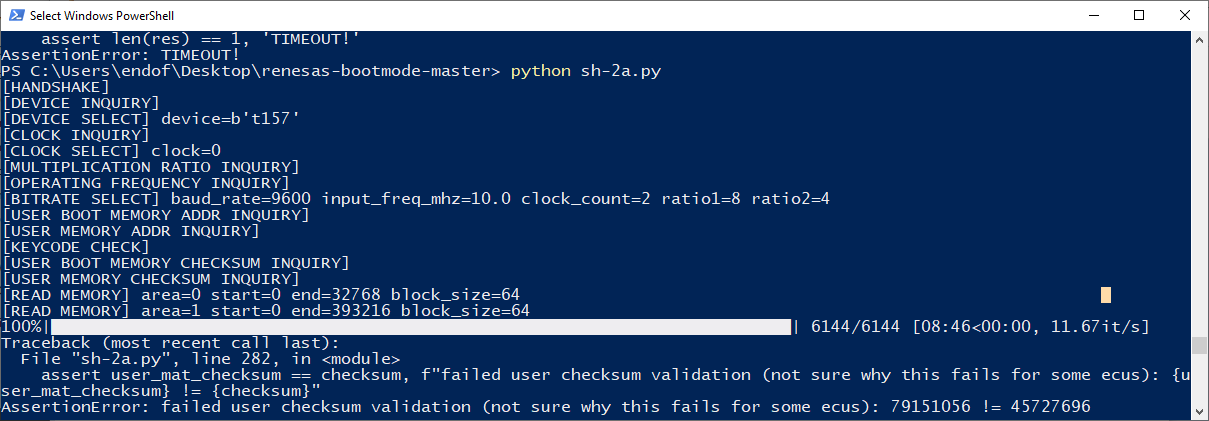 Select Windows PowerShell
    assert len(res) == 1, 'TIMEOUT!'
AssertionError: TIMEOUT!
PS C:\Users\endof\Desktop\renesas-bootmode-master> python sh-2a.py
[HANDSHAKE]
[DEVICE INQUIRY]
[DEVICE SELECT] device=b't157'
[CLOCK INQUIRY]
[CLOCK SELECT] clock=0
[MULTIPLICATION RATIO INQUIRY]
[OPERATING FREQUENCY INQUIRY]
[BITRATE SELECT] baud_rate=9600 input_freq_mhz=10.0 clock_count=2 ratio1=8 ratio2=4
[USER BOOT MEMORY ADDR INQUIRY]
[USER MEMORY ADDR INQUIRY]
[KEYCODE CHECK]
[USER BOOT MEMORY CHECKSUM INQUIRY]
[USER MEMORY CHECKSUM INQUIRY]
[READ MEMORY] area=0 start=0 end=32768 block_size=64
[READ MEMORY] area=1 start=0 end=393216 block_size=64
100%|██████████| 6144/6144 [08:46<00:00, 11.67it/s]
Traceback (most recent call last):
  File "sh-2a.py", line 282, in <module>
    assert user_mat_checksum == checksum, f"failed user checksum validation (not sure why this fails for some ecus): {u
ser_mat_checksum} != {checksum}"
AssertionError: failed user checksum validation (not sure why this fails for some ecus): 79151056 != 45727696